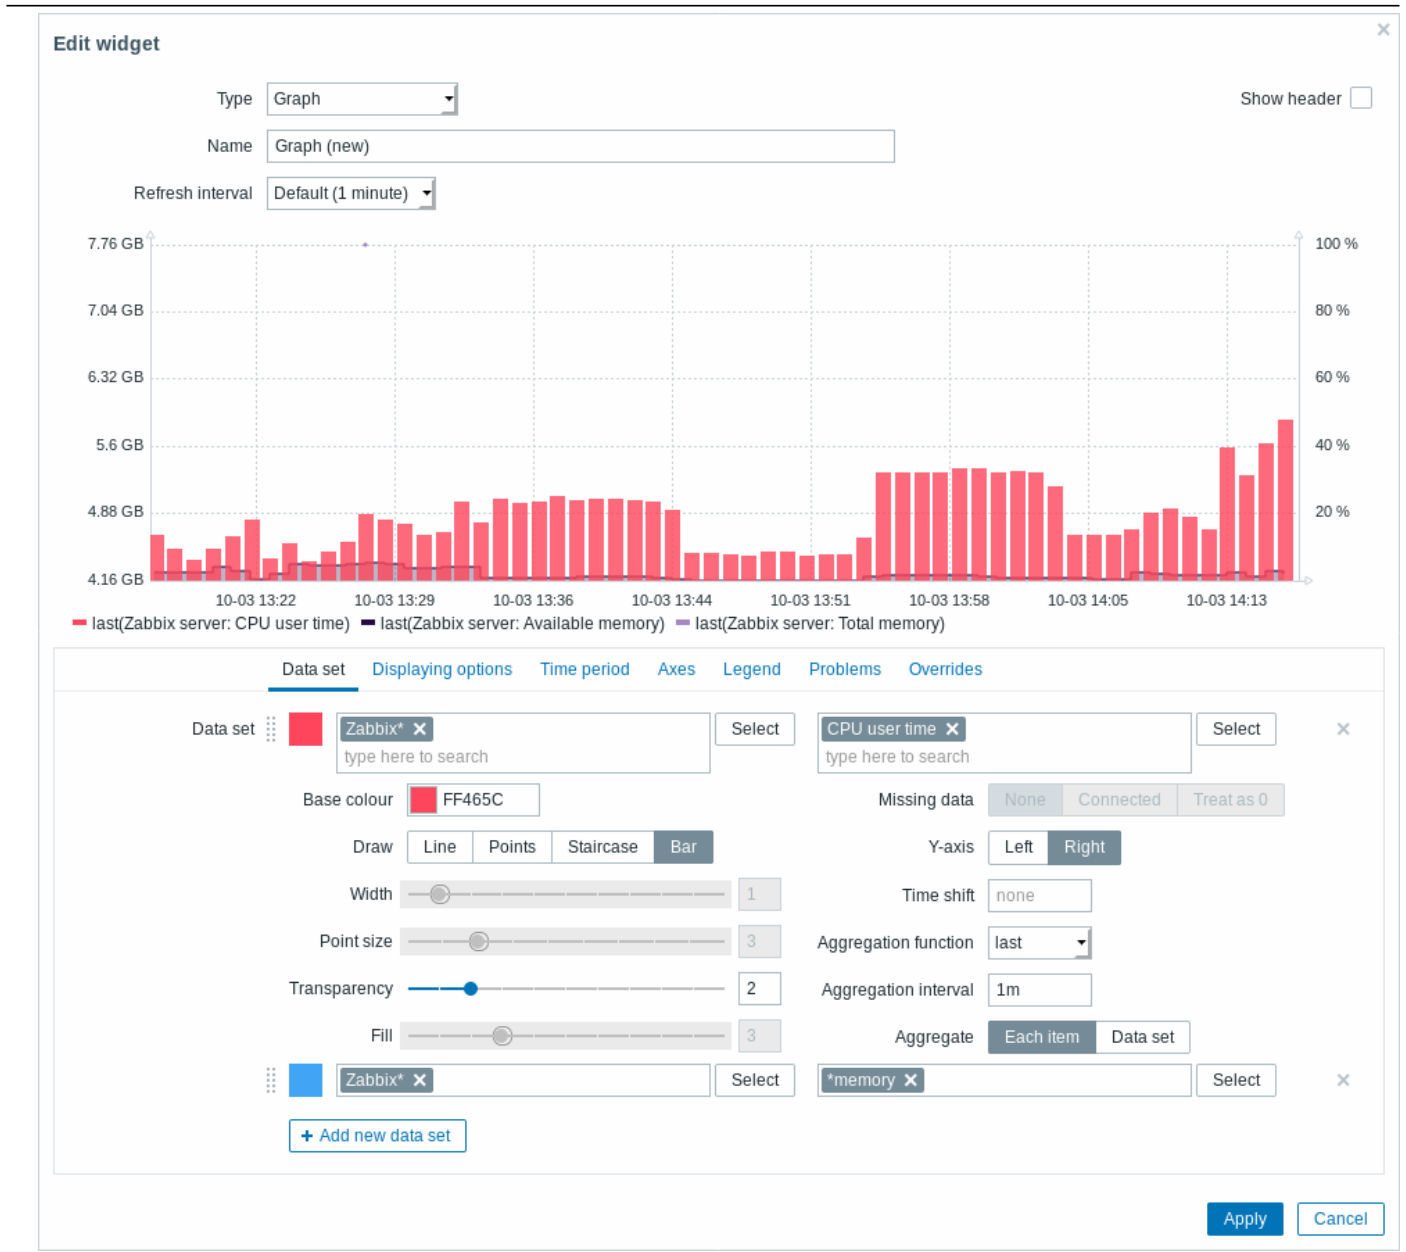 Edit widget
Type Graph Show header
Name Graph (new)
Refresh interval Default (1 minute)
7.76 GB 100 %
7.04 GB 80 %
6.32 GB 60 %
5.6 GB 40 %
4.88 GB 20 %
4.16 GB
10-03 13:22 10-03 13:29 10-03 13:36 10-03 13:44 10-03 13:51 10-03 13:58 10-03 14:05 10-03 14:13
last(Zabbix server: CPU user time) last(Zabbix server: Available memory) last(Zabbix server: Total memory)
Data set Displaying options Time period Axes Legend Problems Overrides
Data set Zabbix* Select CPU user time Select
type here to search type here to search
Base colour FF465C Missing data None Connected Treat as 0
Draw Line Points Staircase Bar Y-axis Left Right
Width 1 Time shift none
Point size 3 Aggregation function last
Transparency 2 Aggregation interval 1m
Fill 3 Aggregate Each item Data set
Zabbix* Select *memory Select
+ Add new data set
Apply Cancel